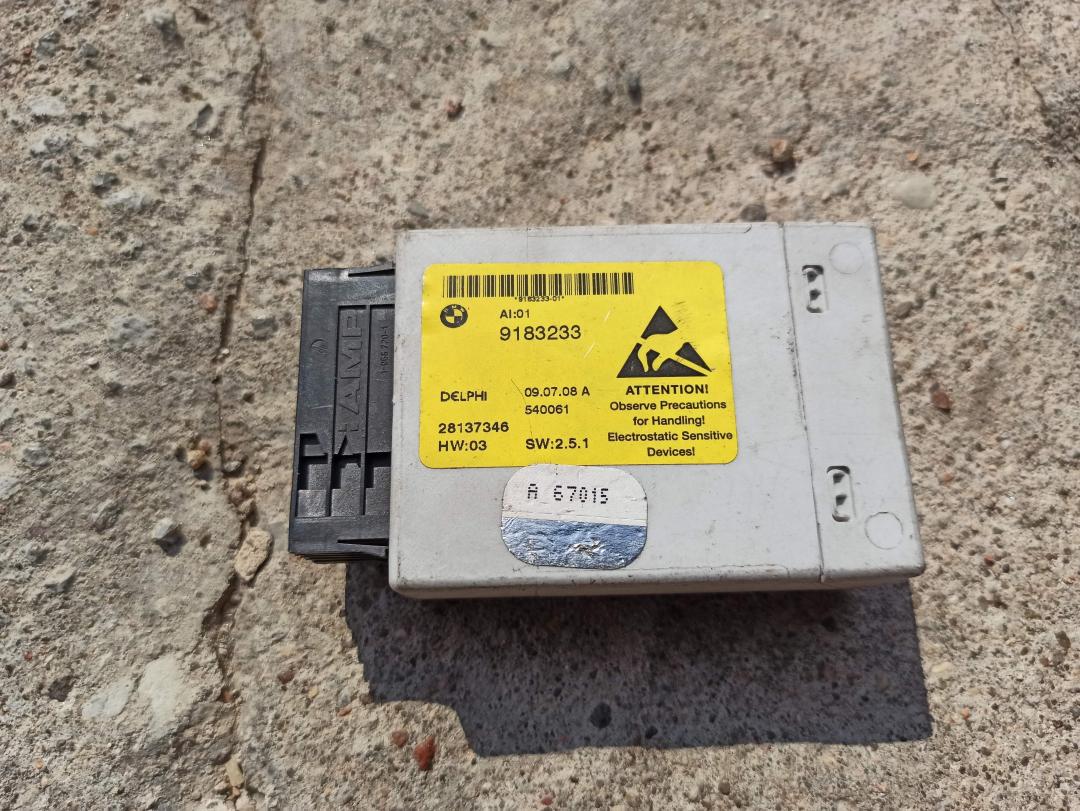 *9183233-01*
AI:01
9183233
DELPHI
09.07.08 A
540061
28137346
HW:03
SW:2.5.1
ATTENTION!
Observe Precautions
for Handling!
Electrostatic Sensitive
Devices!
A 67015
AMP